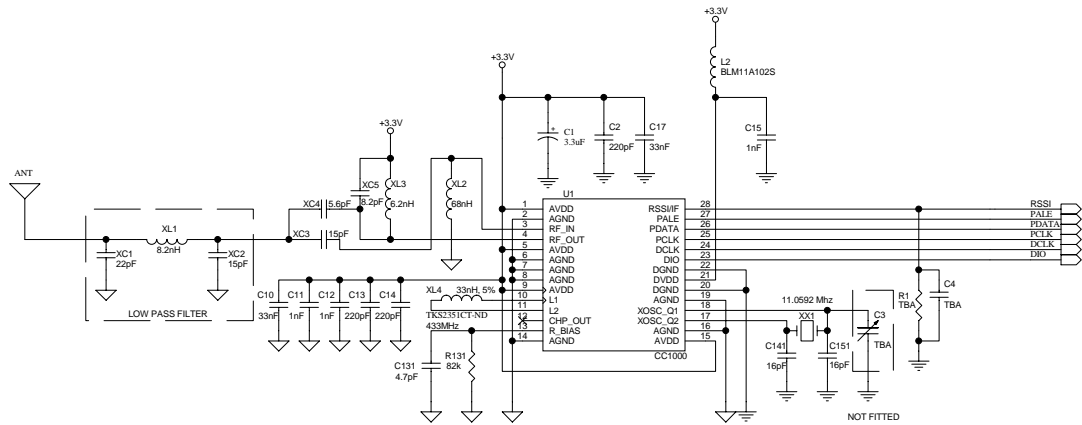 +3.3V
L2
BLM11A102S
+3.3V
C1
3.3uF
+
C2
220pF
C17
33nF
C15
1nF
+3.3V
ANT
XC5
8.2pF
XL3
6.2nH
XL2
68nH
XC4
5.6pF
XC3
15pF
XL1
8.2nH
XC1
22pF
XC2
15pF
LOW PASS FILTER
C10
33nF
C11
1nF
C12
1nF
C13
220pF
C14
220pF
XL4
33nH, 5%
TKS2351CT-ND
433MHz
C131
4.7pF
R131
82k
U1
1 AVDD
2 AGND
3 RF_IN
4 RF_OUT
5 AVDD
6 AGND
7 AGND
8 AGND
9 AVDD
10 L1
11 L2
12 CHP_OUT
13 R_BIAS
14 AGND
RSSI/IF 28
PALE 27
PDATA 26
PCLK 25
DCLK 24
DIO 23
DGND 22
DVDD 21
DGND 20
AGND 19
XOSC_Q1 18
XOSC_Q2 17
AGND 16
AVDD 15
CC1000
RSSI
PALE
PDATA
PCLK
DCLK
DIO
11.0592 Mhz
XX1
C141
16pF
C151
16pF
C3
TBA
R1
TBA
C4
TBA
NOT FITTED